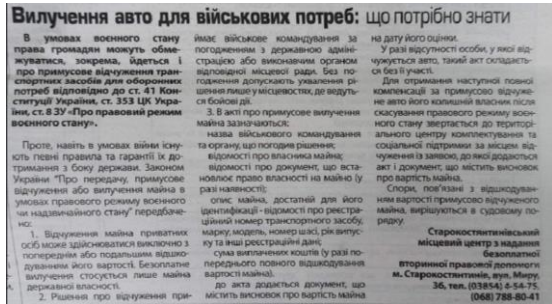 Вилучення авто для військових потреб: що потрібно знати
В умовах воєнного стану
права громадян можуть обме-
жуватися, зокрема, йдеться і
про примусове відчуження тран-
спортних засобів для оборонних
потреб відповідно до ст. 41 Кон-
ституції України, ст. 353 ЦК Украї-
ни, ст. 8 ЗУ «Про правовий режим
воєнного стану».
Проте, навіть в умовах війни існу-
ють певні правила та гарантії їх до-
тримання з боку держави. Законом
України "Про передачу, примусове
відчуження або вилучення майна в
умовах правового режиму воєнного
чи надзвичайного стану" передбаче-
но:
1. Відчуження майна приватних
осіб може здійснюватися виключно з
попереднім або подальшим відшко-
дуванням його вартості. Безоплатне
вилучення стосується лише майна
державної власності.
2. Рішення про відчуження при-
ймає військове командування за
погодженням з державною адміні-
страцією або виконавчим органом
відповідної місцевої ради. без по-
годження допускають ухвалення рі-
шення лише у місцевостях, де ведуть-
ся бойові дії.
3. В акті про примусове вилучення
майна зазначаються:
назва військового командування
та органу, що погодив рішення;
відомості про власника майна;
відомості про документ, що вста-
новлює право власності на майно (у
разі наявності);
опис майна, достатній для його
ідентифікації - відомості про реєстра-
ційний номер транспортного засобу,
марку, модель, номер шасі, рік випус-
ку та інші реєстраційні дані;
сума виплачених коштів (у разі по-
переднього повного відшкодування
вартості майна).
до акта додається документ, що
містить висновок про вартість майна
на дату його оцінки.
У разі відсутності особи, у якої від-
чужується авто, такий акт складаєть-
ся без її участі.
Для отримання наступної повної
компенсації за примусово відчуже-
не авто його колишній власник після
скасування правового режиму воєн-
ного стану звертається до територі-
ального центру комплектування та
соціальної підтримки за місцем від-
чуження із заявою, до якої додаються
акт і документ, що містить висновок
про вартість майна.
Спори, пов'язані з відшкодуван-
ням вартості примусово відчуженого
майна, вирішуються в судовому по-
рядку.
Старокостянтинівський
місцевий центр з надання
безоплатної
вторинної правової допомоги
м. Старокостянтинів, вул. Миру,
3б, тел. (03854) 4-54-75.
(068) 788-80-41